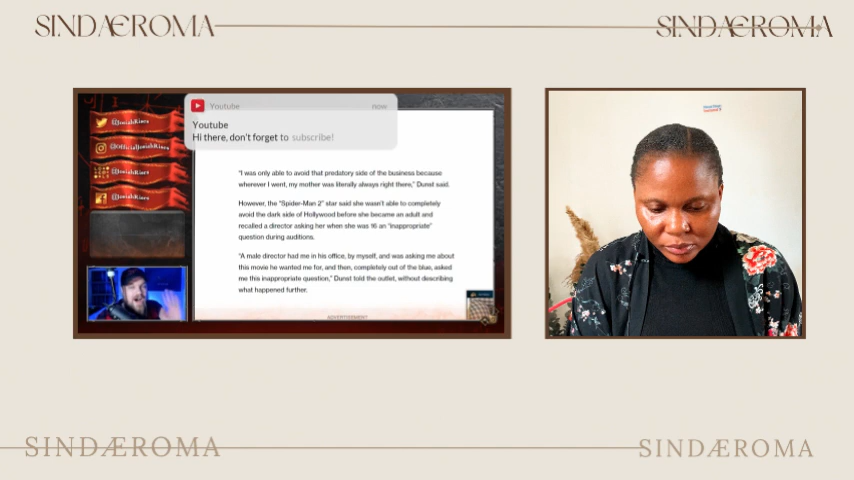 SINDÆROMA
SINDÆROMA
Youtube
now
Youtube
Hi there, don't forget to subscribe!
@JosiahRises
@OfficialJosiahRises
@JosiahRises
@JosiahRises
“I was only able to avoid that predatory side of the business because
wherever I went, my mother was literally always right there,” Dunst said.
However, the “Spider-Man 2” star said she wasn't able to completely
avoid the dark side of Hollywood before she became an adult and
recalled a director asking her when she was 16 an “inappropriate”
question during auditions.
“A male director had me in his office, by myself, and was asking me about
this movie he wanted me for, and then, completely out of the blue, asked
me this inappropriate question,” Dunst told the outlet, without describing
what happened further.
ADVERTISEMENT
SINDÆROMA
SINDÆROMA